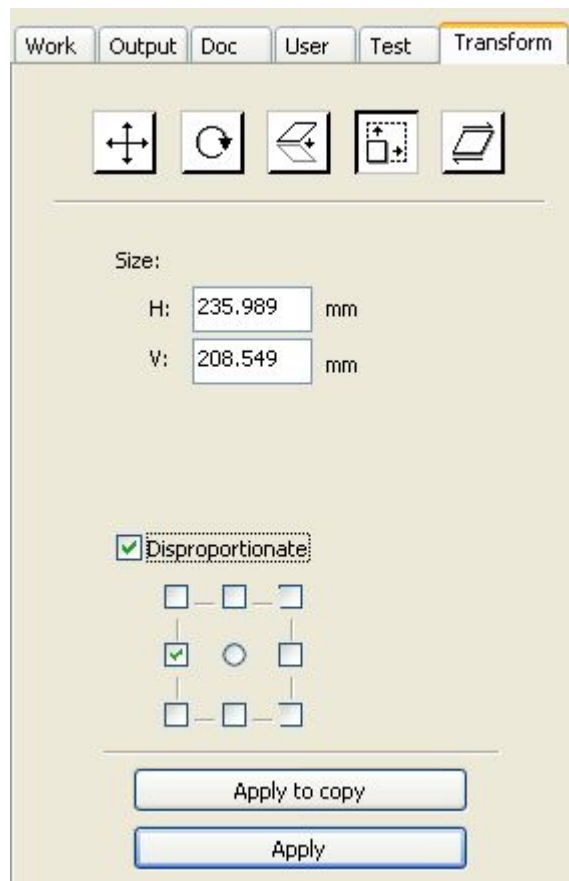 Work Output Doc User Test Transform
Size:
H: 235.989 mm
V: 208.549 mm
Disproportionate
Apply to copy
Apply